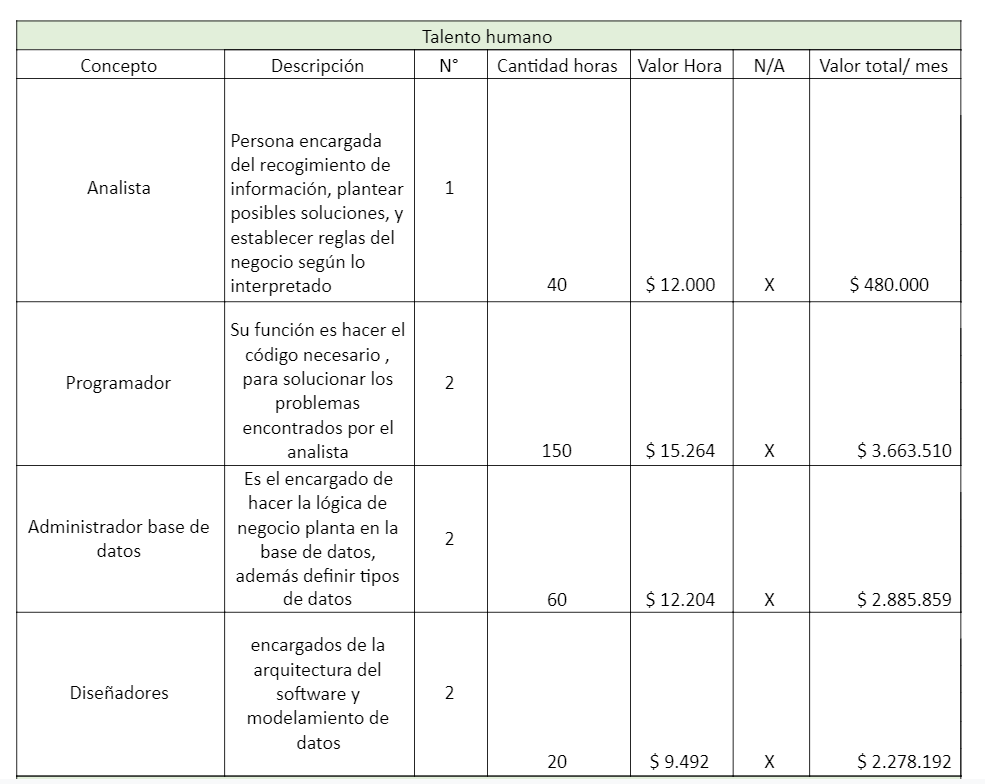 Talento humano
Concepto Descripción N° Cantidad horas Valor Hora N/A Valor total/ mes
Analista
Persona encargada
del recogimiento de
información, plantear
posibles soluciones, y
establecer reglas del
negocio según lo
interpretado
1
40
$ 12.000
X
$ 480.000
Programador
Su función es hacer el
código necesario ,
para solucionar los
problemas
encontrados por el
analista
2
150
$ 15.264
X
$ 3.663.510
Administrador base de
datos
Es el encargado de
hacer la lógica de
negocio planta en la
base de datos,
además definir tipos
de datos
2
60
$ 12.204
X
$ 2.885.859
Diseñadores
encargados de la
arquitectura del
software y
modelamiento de
datos
2
20
$ 9.492
X
$ 2.278.192